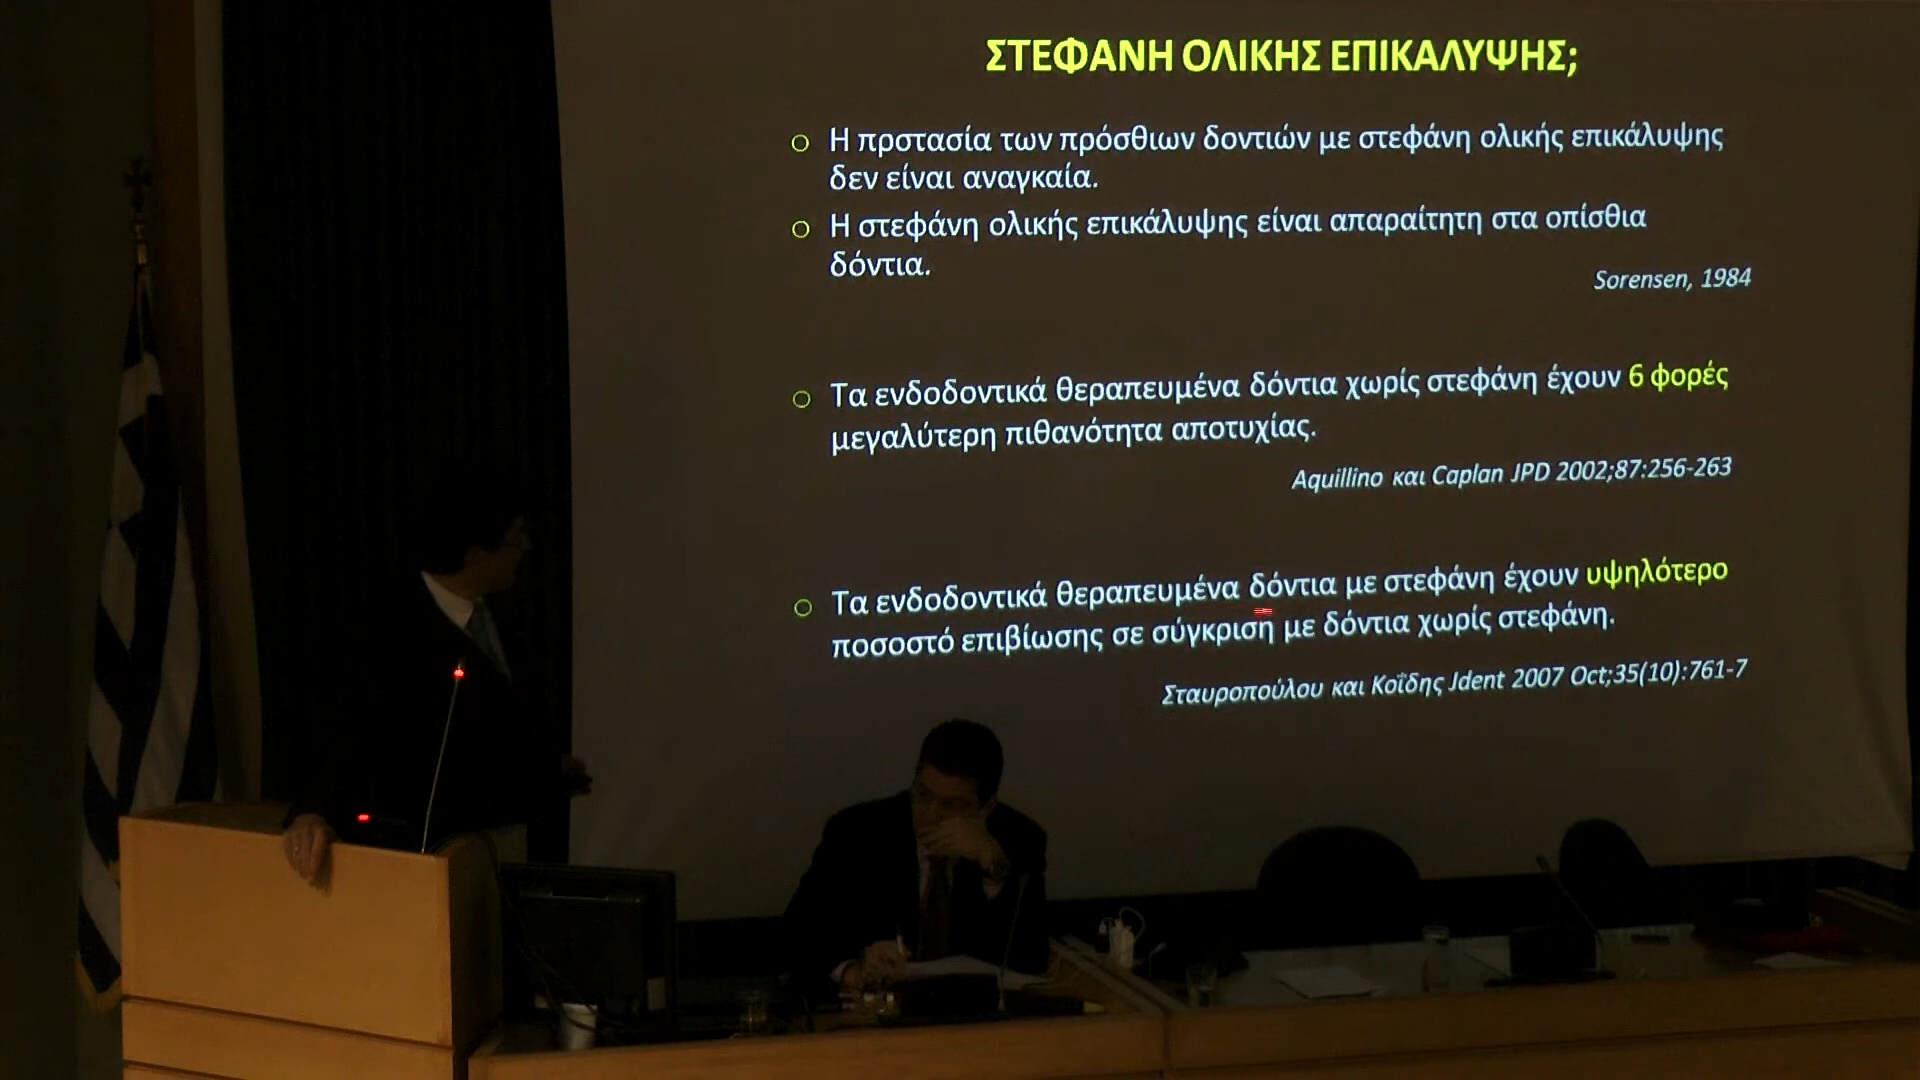 ΣΤΕΦΑΝΗ ΟΛΙΚΗΣ ΕΠΙΚΑΛΥΨΗΣ;
Η πρστασία των πρόσθιων δοντιών με στεφάνη ολικής επικάλυψης
δεν είναι αναγκαία.
Η στεφάνη ολικής επικάλυψης είναι απαραίτητη στα οπίσθια
δόντια.
Sorensen, 1984
Τα ενδοδοντικά θεραπευμένα δόντια χωρίς στεφάνη έχουν 6 φορές
μεγαλύτερη πιθανότητα αποτυχίας.
Aquillino και Caplan JPD 2002;87:256-263
Τα ενδοδοντικά θεραπευμένα δόντια με στεφάνη έχουν υψηλότερο
ποσοστό επιβίωσης σε σύγκριση με δόντια χωρίς στεφάνη.
Σταυροπούλου και Κοΐδης Jdent 2007 Oct;35(10):761-7